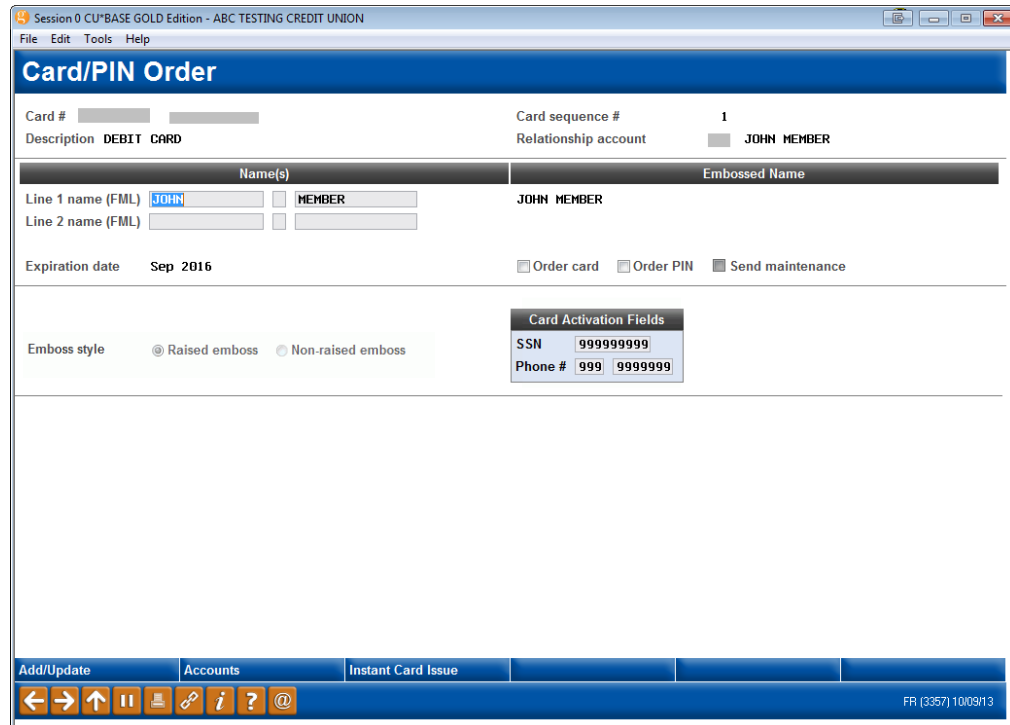 Session 0 CU*BASE GOLD Edition - ABC TESTING CREDIT UNION
File Edit Tools Help
Card/PIN Order
Card # Card sequence # 1
Description DEBIT CARD Relationship account JOHN MEMBER
Name(s) Embossed Name
Line 1 name (FML) JOHN MEMBER JOHN MEMBER
Line 2 name (FML)
Expiration date Sep 2016 Order card Order PIN Send maintenance
Card Activation Fields
Emboss style Raised emboss Non-raised emboss SSN 999999999
Phone # 999 9999999
Add/Update Accounts Instant Card Issue
i ? @ FR (3357) 10/09/13